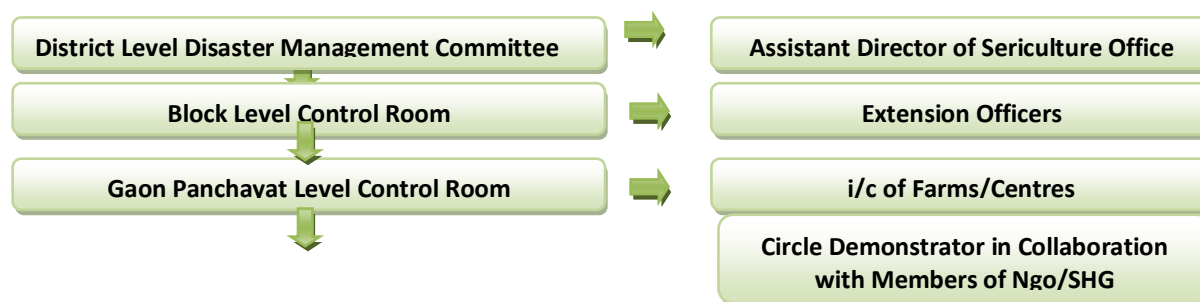 District Level Disaster Management Committee
Assistant Director of Sericulture Office
Block Level Control Room
Extension Officers
Gaon Panchayat Level Control Room
i/c of Farms/Centres
Circle Demonstrator in Collaboration
with Members of Ngo/SHG